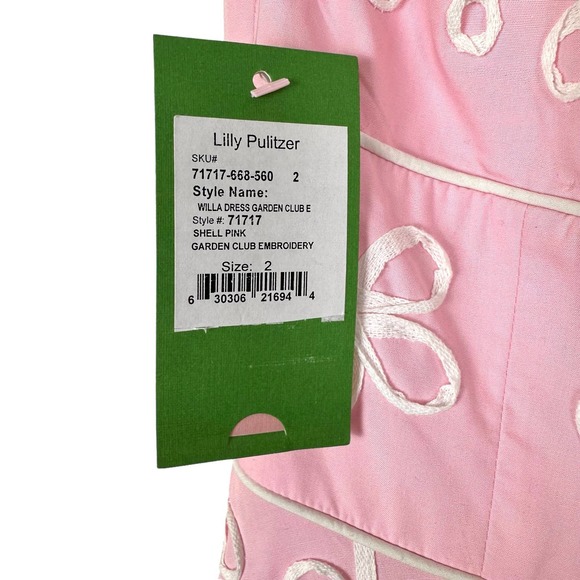 Lilly Pulitzer
SKU#
71717-668-560 2
Style Name:
WILLA DRESS GARDEN CLUB E
Style #: 71717
SHELL PINK
GARDEN CLUB EMBROIDERY
Size: 2
6 30306 21694 4